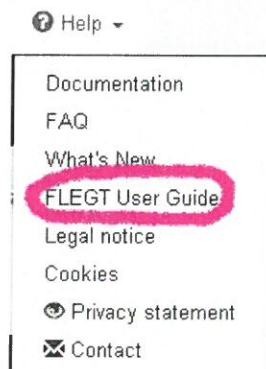 Help
Documentation
FAQ
What's New
FLEGT User Guide
Legal notice
Cookies
Privacy statement
Contact